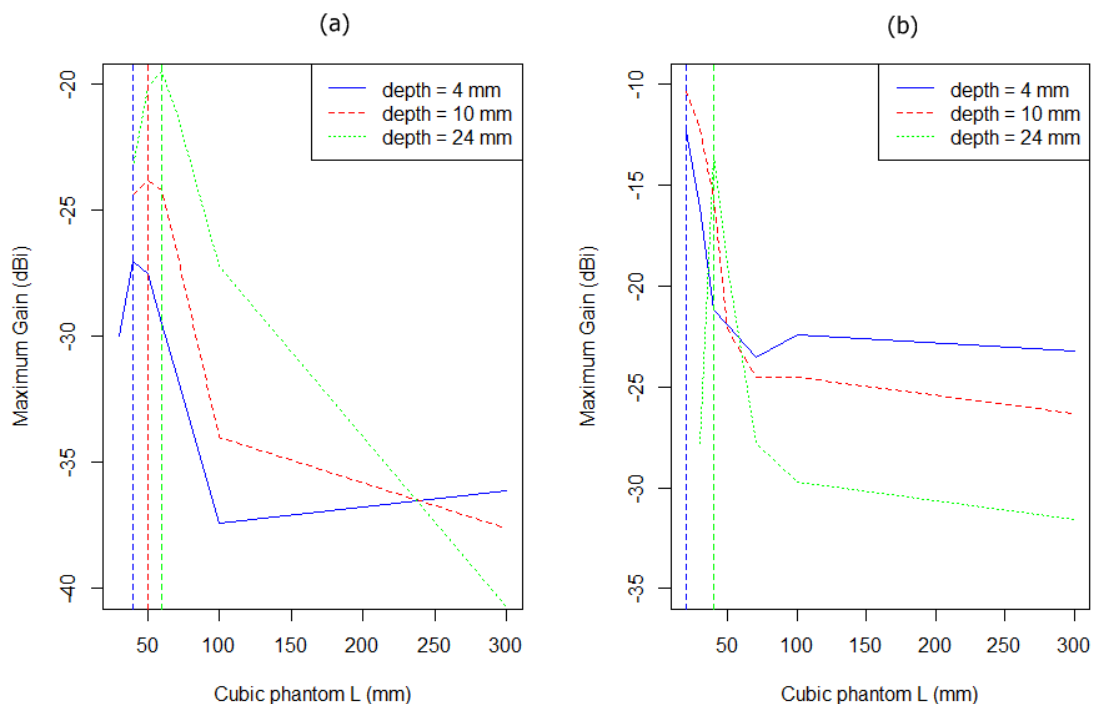 (a)
depth = 4 mm
depth = 10 mm
depth = 24 mm
-20
-25
-30
-35
-40
Maximum Gain (dBi)
50 100 150 200 250 300
Cubic phantom L (mm)
(b)
depth = 4 mm
depth = 10 mm
depth = 24 mm
-10
-15
-20
-25
-30
-35
Maximum Gain (dBi)
50 100 150 200 250 300
Cubic phantom L (mm)